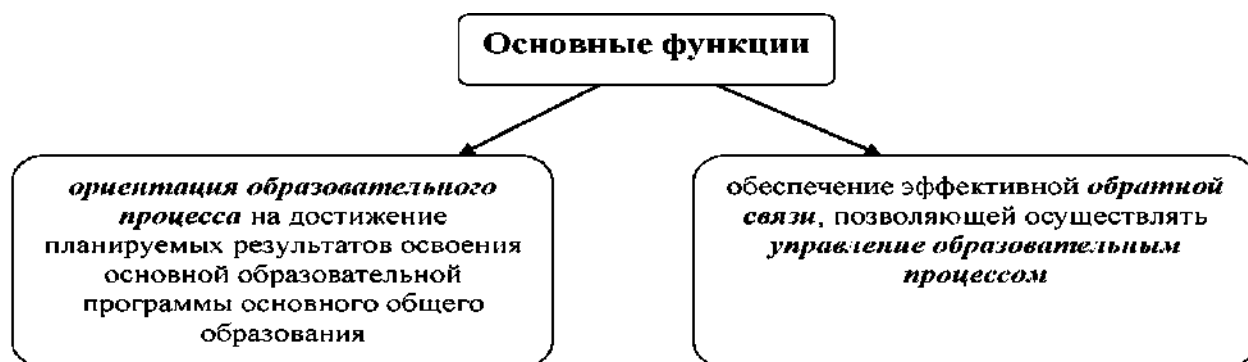 Основные функции
ориентация образовательного
процесса на достижение
планируемых результатов освоения
основной образовательной
программы основного общего
образования
обеспечение эффективной обратной
связи, позволяющей осуществлять
управление образовательным
процессом